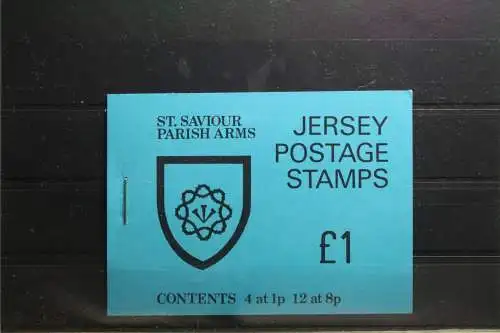 ST. SAVIOUR
PARISH ARMS
JERSEY
POSTAGE
STAMPS
£1
CONTENTS 4 at 1p 12 at 8p